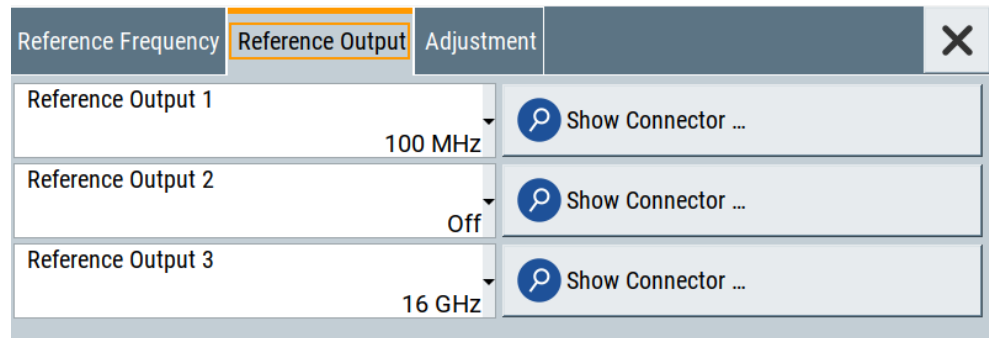 Reference Frequency Reference Output Adjustment
Reference Output 1
100 MHz
Show Connector ...
Reference Output 2
Off
Show Connector ...
Reference Output 3
16 GHz
Show Connector ...